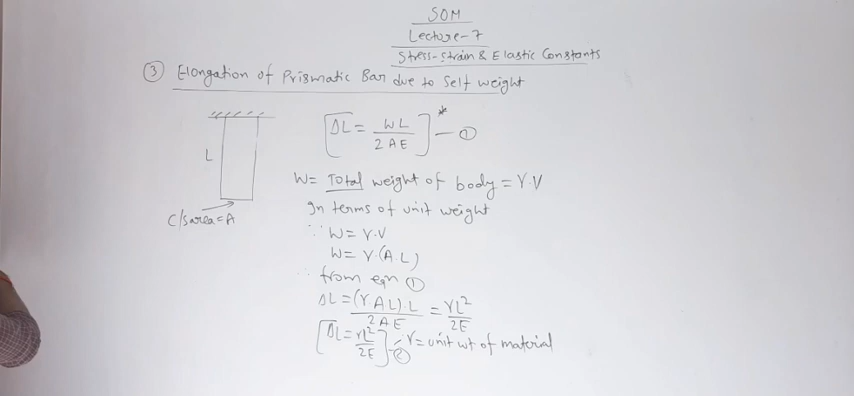 SOM
Lecture-7
Stress-strain & Elastic Constants
③ Elongation of Prismatic Bar due to Self weight
L
C/s area = A
[ΔL = WL / 2AE]* — ①
W = Total weight of body = γ.V
In terms of unit weight
∵ W = γ.V
W = γ.(A.L)
∴ from eqn ①
ΔL = (γ.AL).L / 2AE = γL² / 2E
[ΔL = γL² / 2E] — ② ∵ γ = unit wt of material